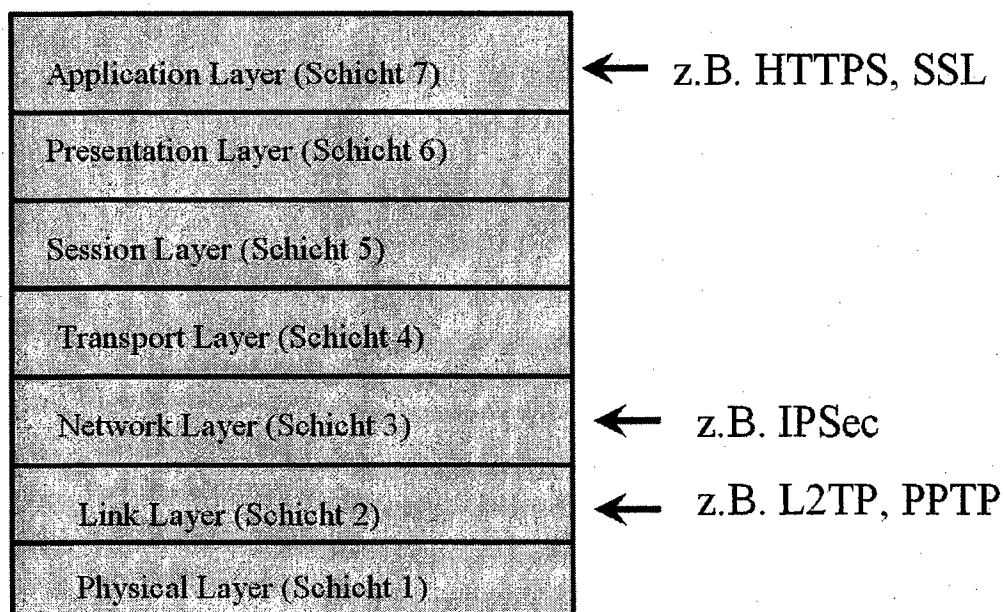 Application Layer (Schicht 7)
z.B. HTTPS, SSL
Presentation Layer (Schicht 6)
Session Layer (Schicht 5)
Transport Layer (Schicht 4)
Network Layer (Schicht 3)
z.B. IPSec
Link Layer (Schicht 2)
z.B. L2TP, PPTP
Physical Layer (Schicht 1)